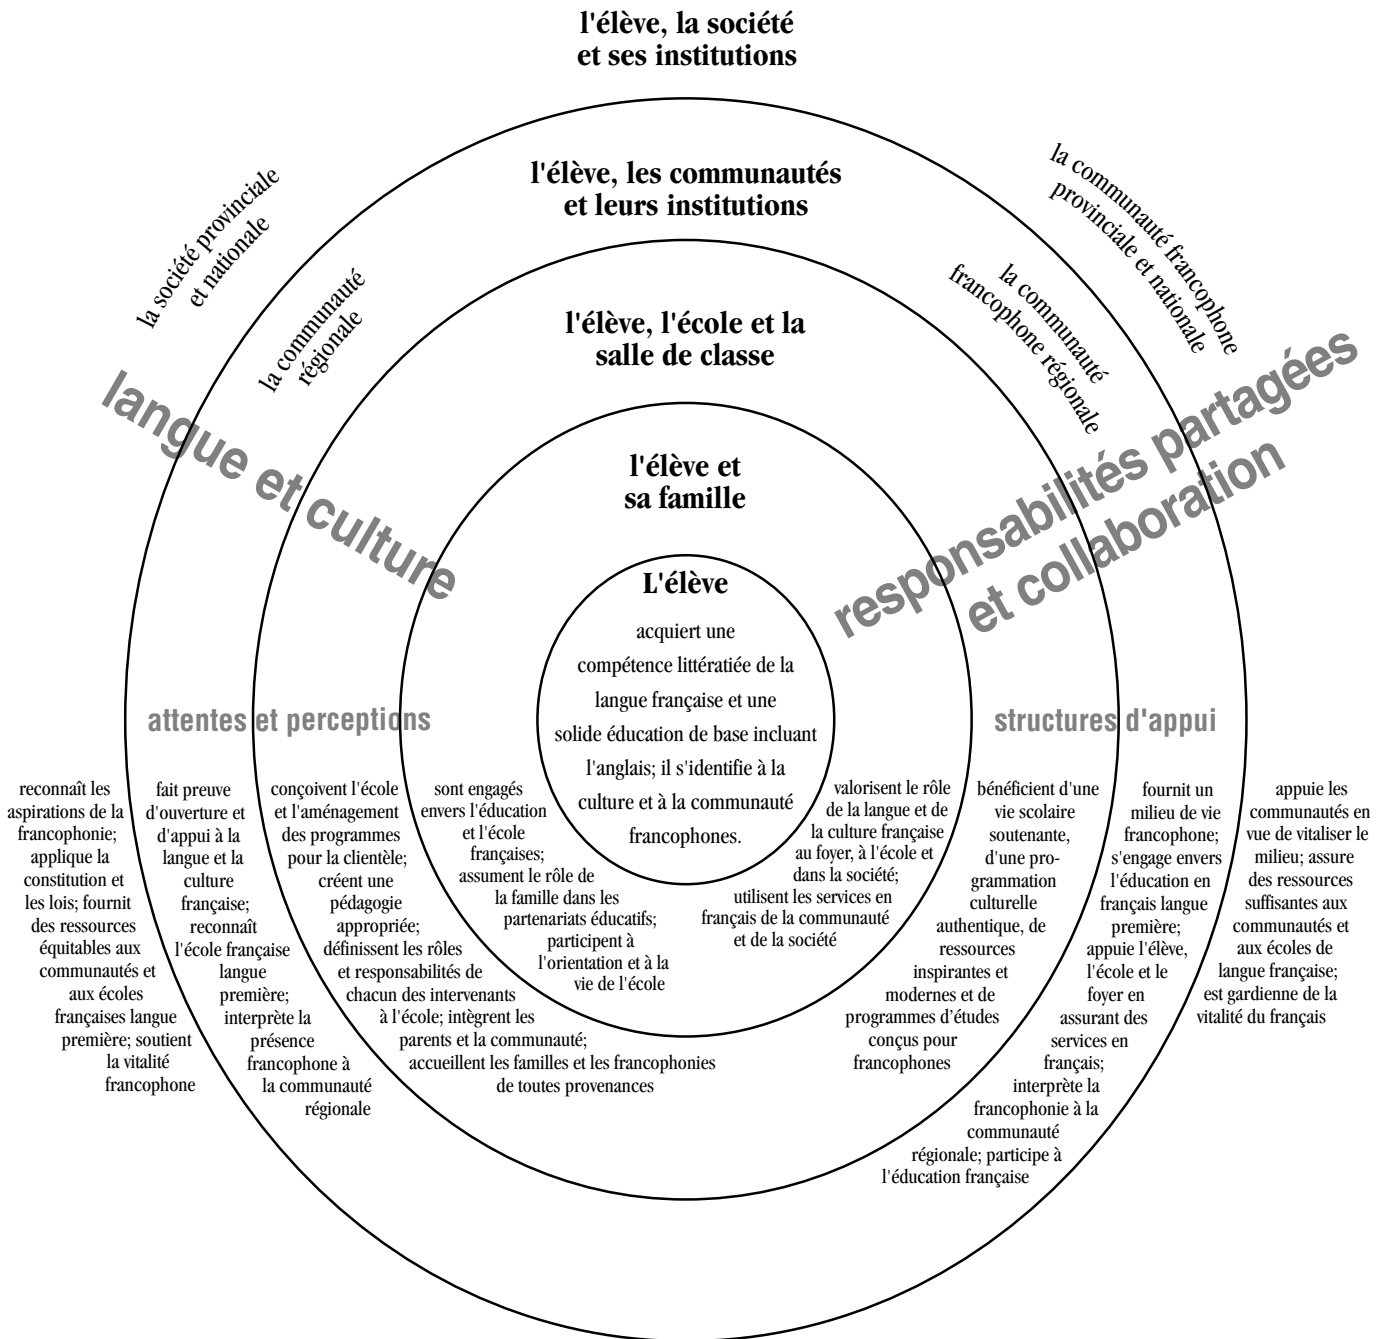 l'élève, la société
et ses institutions
l'élève, les communautés
et leurs institutions
l'élève, l'école et la
salle de classe
l'élève et
sa famille
la société provinciale
et nationale
la communauté
régionale
la communauté francophone
provinciale et nationale
la communauté
francophone régionale
langue et culture
responsabilités partagées
et collaboration
L'élève
acquiert une
compétence littératiée de la
langue française et une
solide éducation de base incluant
l'anglais; il s'identifie à la
culture et à la communauté
francophones.
attentes et perceptions
structures d'appui
reconnaît les
aspirations de la
francophonie;
applique la
constitution et
les lois; fournit
des ressources
équitables aux
communautés et
aux écoles
françaises langue
première; soutient
la vitalité
francophone
fait preuve
d'ouverture et
d'appui à la
langue et la
culture
française;
reconnaît
l'école française
langue
première;
interprète la
présence
francophone à
la communauté
régionale
conçoivent l'école
et l'aménagement
des programmes
pour la clientèle;
créent une
pédagogie
appropriée;
définissent les rôles
et responsabilités de
chacun des intervenants
à l'école; intègrent les
parents et la communauté;
accueillent les familles et les francophonies
de toutes provenances
sont engagés
envers l'éducation
et l'école
françaises;
assument le rôle de
la famille dans les
partenariats éducatifs;
participent à
l'orientation et à la
vie de l'école
valorisent le rôle
de la langue et de
la culture française
au foyer, à l'école et
dans la société;
utilisent les services en
français de la communauté
et de la société
bénéficient d'une
vie scolaire
soutenante,
d'une pro-
grammation
culturelle
authentique, de
ressources
inspirantes et
modernes et de
programmes d'études
conçus pour
francophones
fournit un
milieu de vie
francophone;
s'engage envers
l'éducation en
français langue
première;
appuie l'élève,
l'école et le
foyer en
assurant des
services en
français;
interprète la
francophonie à la
communauté
régionale; participe à
l'éducation française
appuie les
communautés en
vue de vitaliser le
milieu; assure
des ressources
suffisantes aux
communautés et
aux écoles de
langue française;
est gardienne de la
vitalité du français